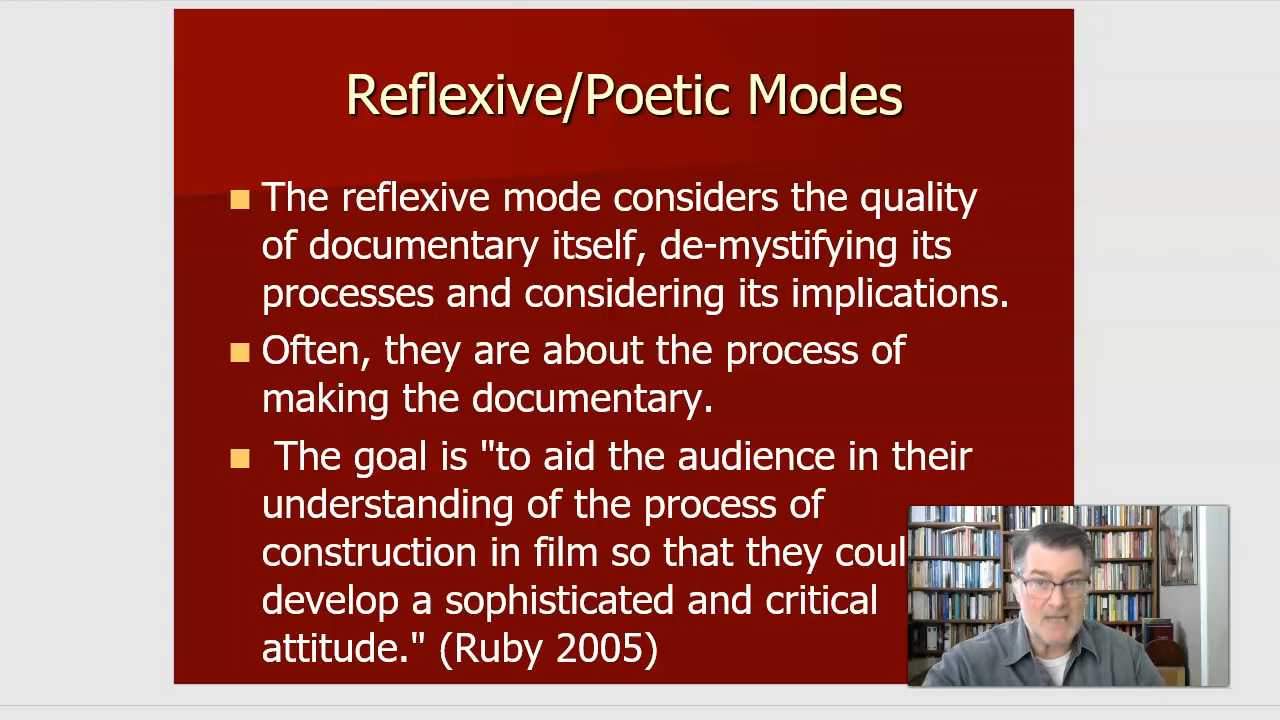 Reflexive/Poetic Modes
The reflexive mode considers the quality
of documentary itself, de-mystifying its
processes and considering its implications.
Often, they are about the process of
making the documentary.
The goal is "to aid the audience in their
understanding of the process of
construction in film so that they coul
develop a sophisticated and critical
attitude." (Ruby 2005)